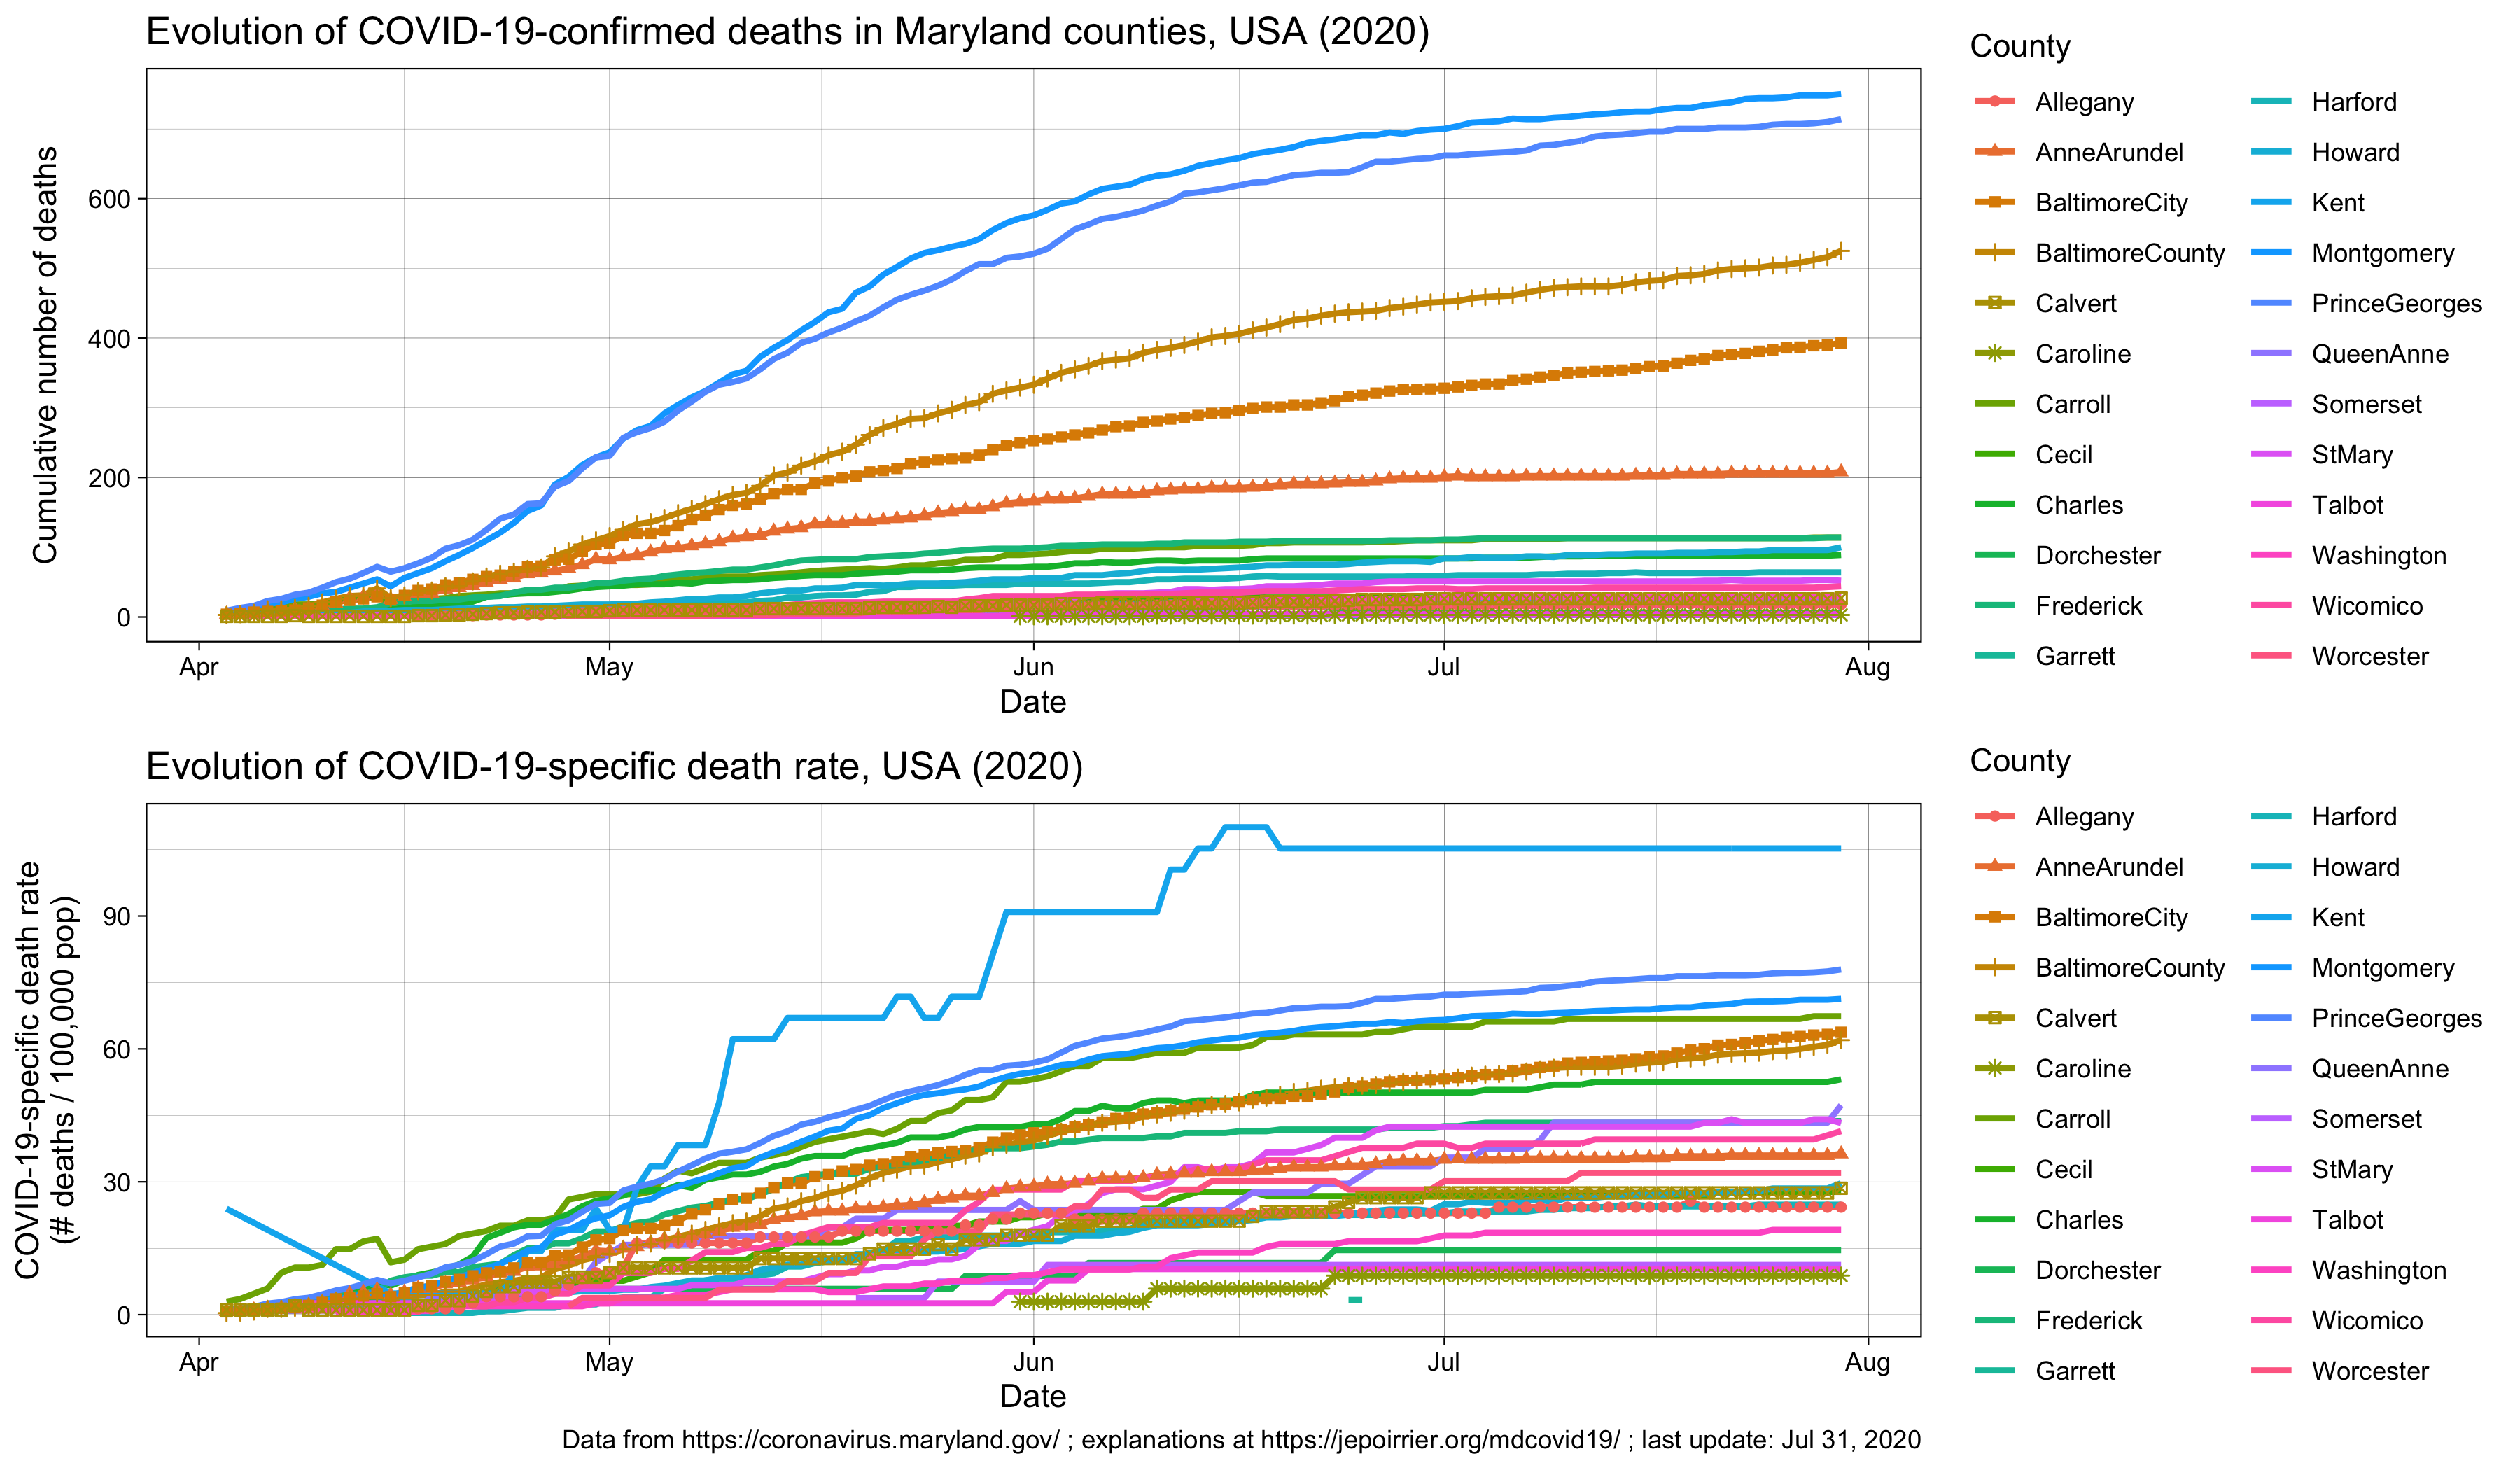 Evolution of COVID-19-confirmed deaths in Maryland counties, USA (2020)
Cumulative number of deaths
600
400
200
0
Apr
May
Jun
Jul
Aug
Date
County
Allegany
AnneArundel
BaltimoreCity
BaltimoreCounty
Calvert
Caroline
Carroll
Cecil
Charles
Dorchester
Frederick
Garrett
Harford
Howard
Kent
Montgomery
PrinceGeorges
QueenAnne
Somerset
StMary
Talbot
Washington
Wicomico
Worcester
Evolution of COVID-19-specific death rate, USA (2020)
COVID-19-specific death rate
(# deaths / 100,000 pop)
90
60
30
0
Apr
May
Jun
Jul
Aug
Date
County
Allegany
AnneArundel
BaltimoreCity
BaltimoreCounty
Calvert
Caroline
Carroll
Cecil
Charles
Dorchester
Frederick
Garrett
Harford
Howard
Kent
Montgomery
PrinceGeorges
QueenAnne
Somerset
StMary
Talbot
Washington
Wicomico
Worcester
Data from https://coronavirus.maryland.gov/ ; explanations at https://jepoirrier.org/mdcovid19/ ; last update: Jul 31, 2020